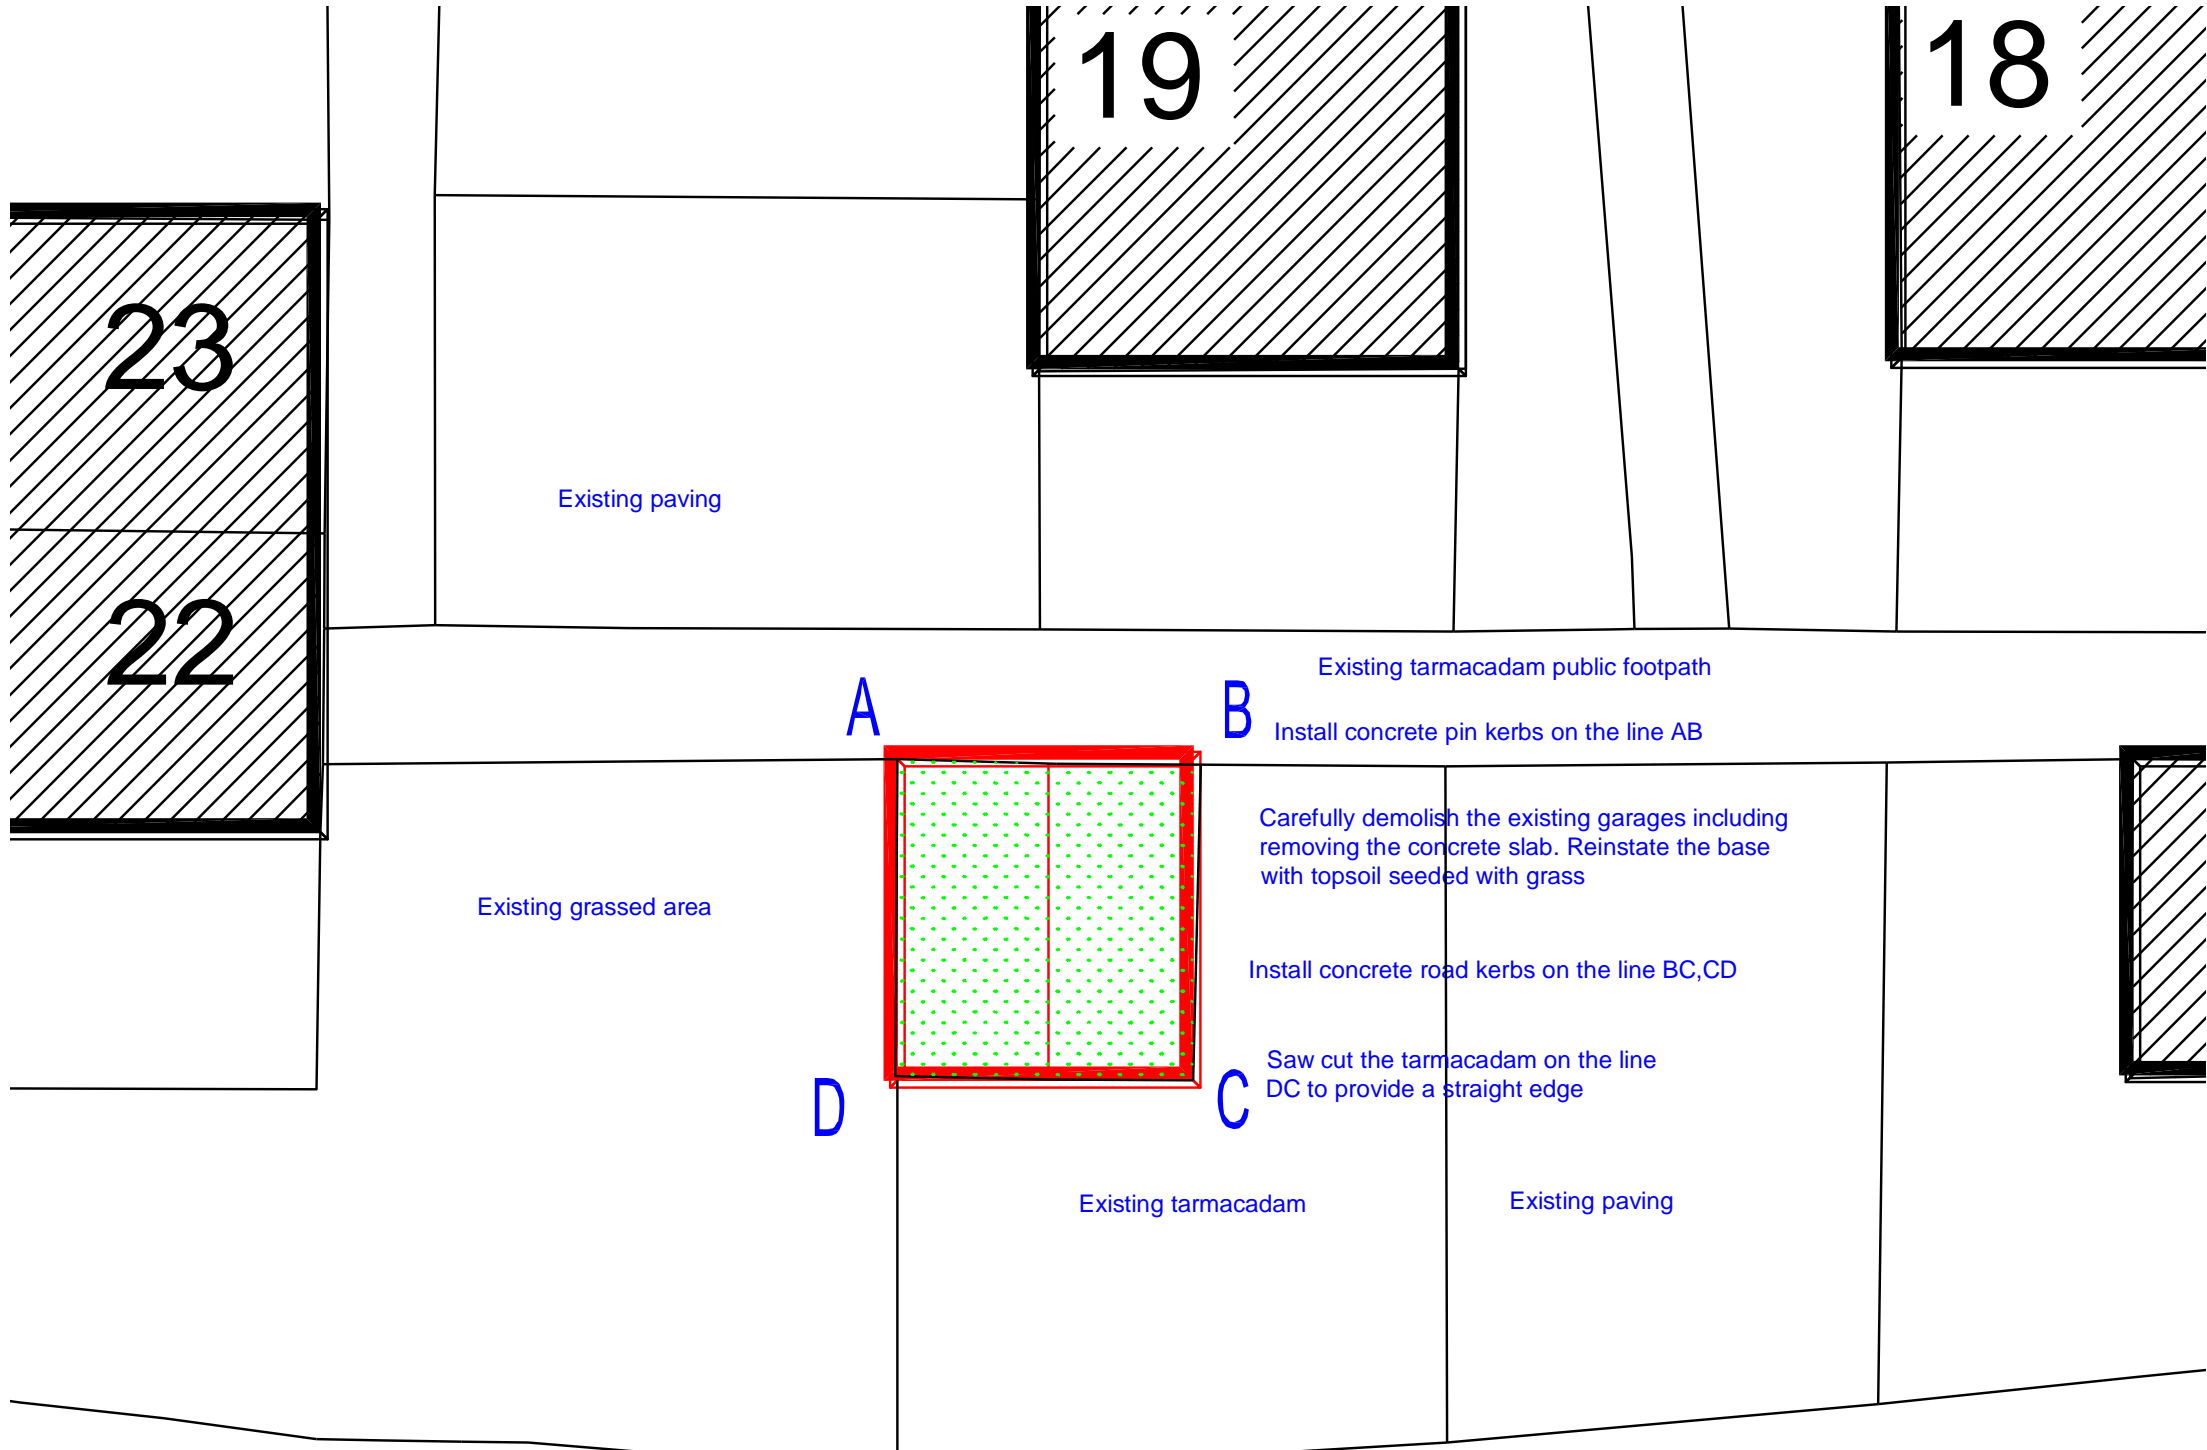 19
18
23
Existing paving
22
Existing tarmacadam public footpath
A
B
Install concrete pin kerbs on the line AB
Carefully demolish the existing garages including
removing the concrete slab. Reinstate the base
with topsoil seeded with grass
Existing grassed area
Install concrete road kerbs on the line BC,CD
Saw cut the tarmacadam on the line
DC to provide a straight edge
D
C
Existing tarmacadam
Existing paving